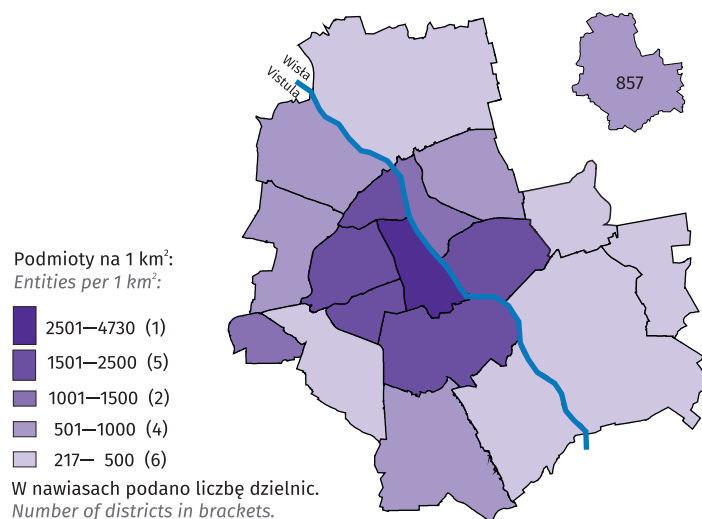 Wisła
Vistula
857
Podmioty na 1 km²:
Entities per 1 km²:
2501—4730 (1)
1501—2500 (5)
1001—1500 (2)
501—1000 (4)
217— 500 (6)
W nawiasach podano liczbę dzielnic.
Number of districts in brackets.